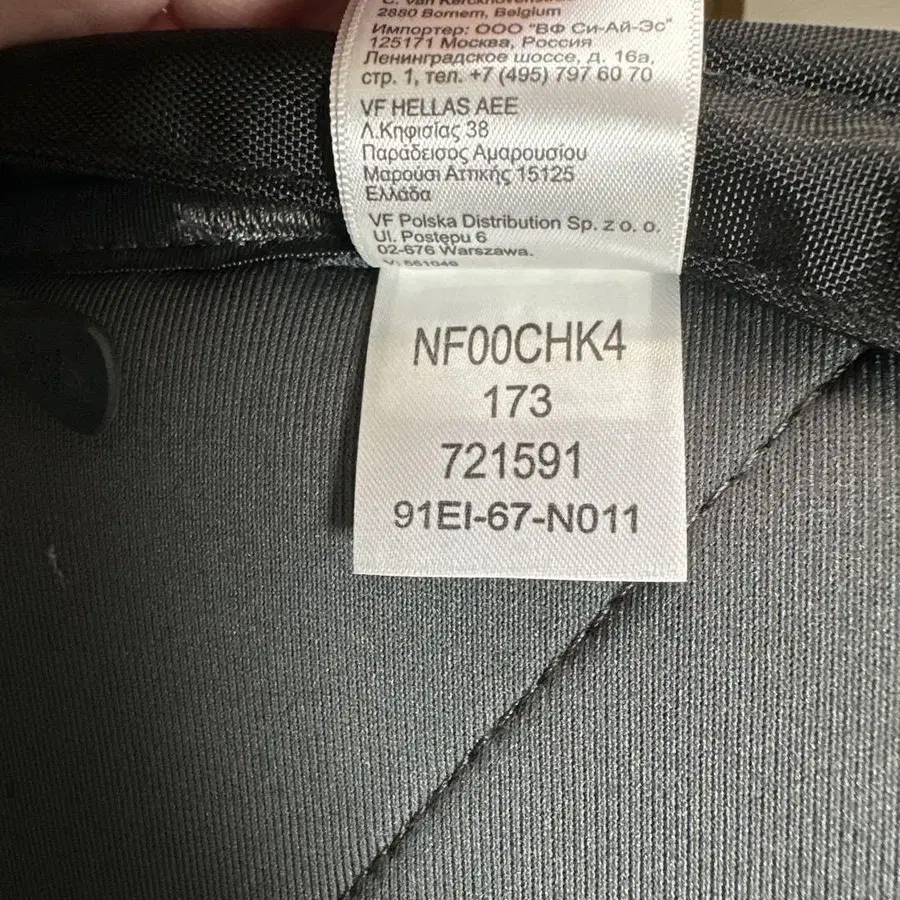 C. Van Kerckhovenstraat
2880 Bornem, Belgium
Импортер: ООО "ВФ Си-Ай-Эс"
125171 Москва, Россия
Ленинградское шоссе, д. 16а,
стр. 1, тел. +7 (495) 797 60 70
VF HELLAS AEE
Λ.Κηφισίας 38
Παράδεισος Αμαρουσίου
Μαρούσι Αττικής 15125
Ελλάδα
VF Polska Distribution Sp. z o. o.
Ul. Postępu 6
02-676 Warszawa.
NF00CHK4
173
721591
91EI-67-N011